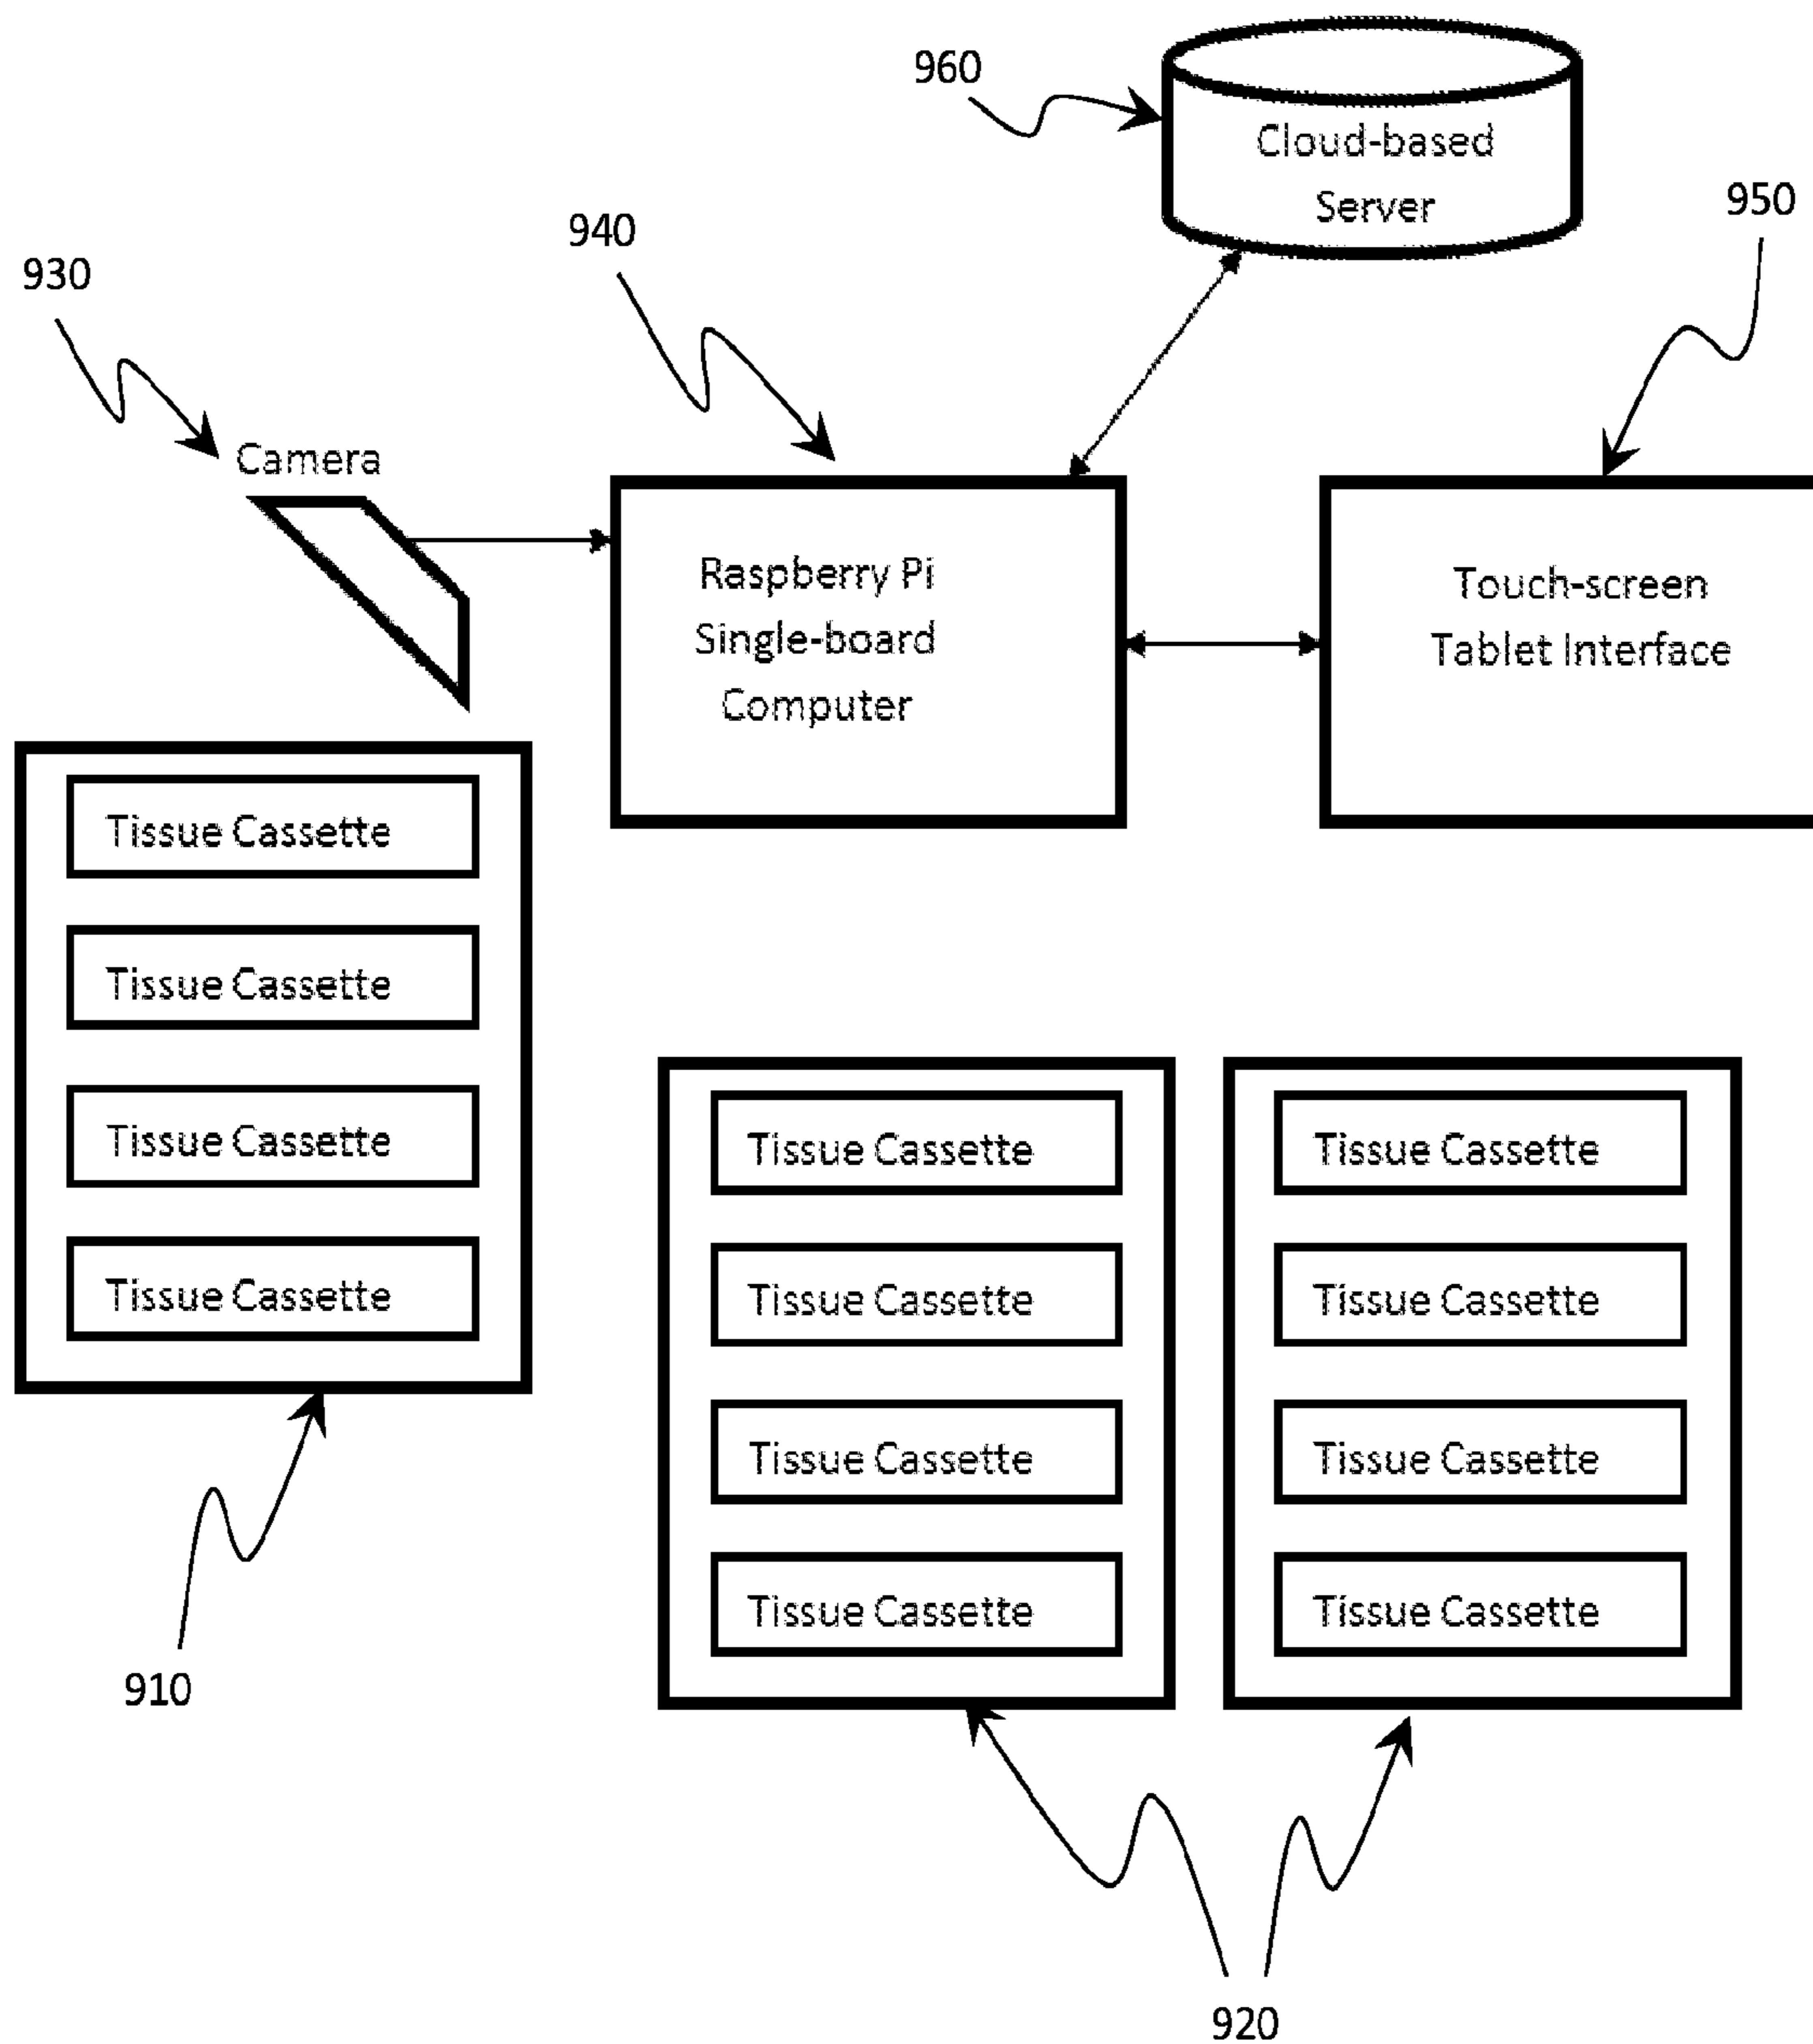 960
Cloud-based
Server
950
940
930
Camera
Raspberry Pi
Single-board
Computer
Touch-screen
Tablet Interface
Tissue Cassette
Tissue Cassette
Tissue Cassette
Tissue Cassette
910
Tissue Cassette
Tissue Cassette
Tissue Cassette
Tissue Cassette
Tissue Cassette
Tissue Cassette
Tissue Cassette
Tissue Cassette
920